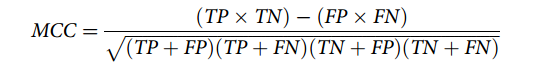 MCC = (TP × TN) − (FP × FN) / √(TP + FP)(TP + FN)(TN + FP)(TN + FN)